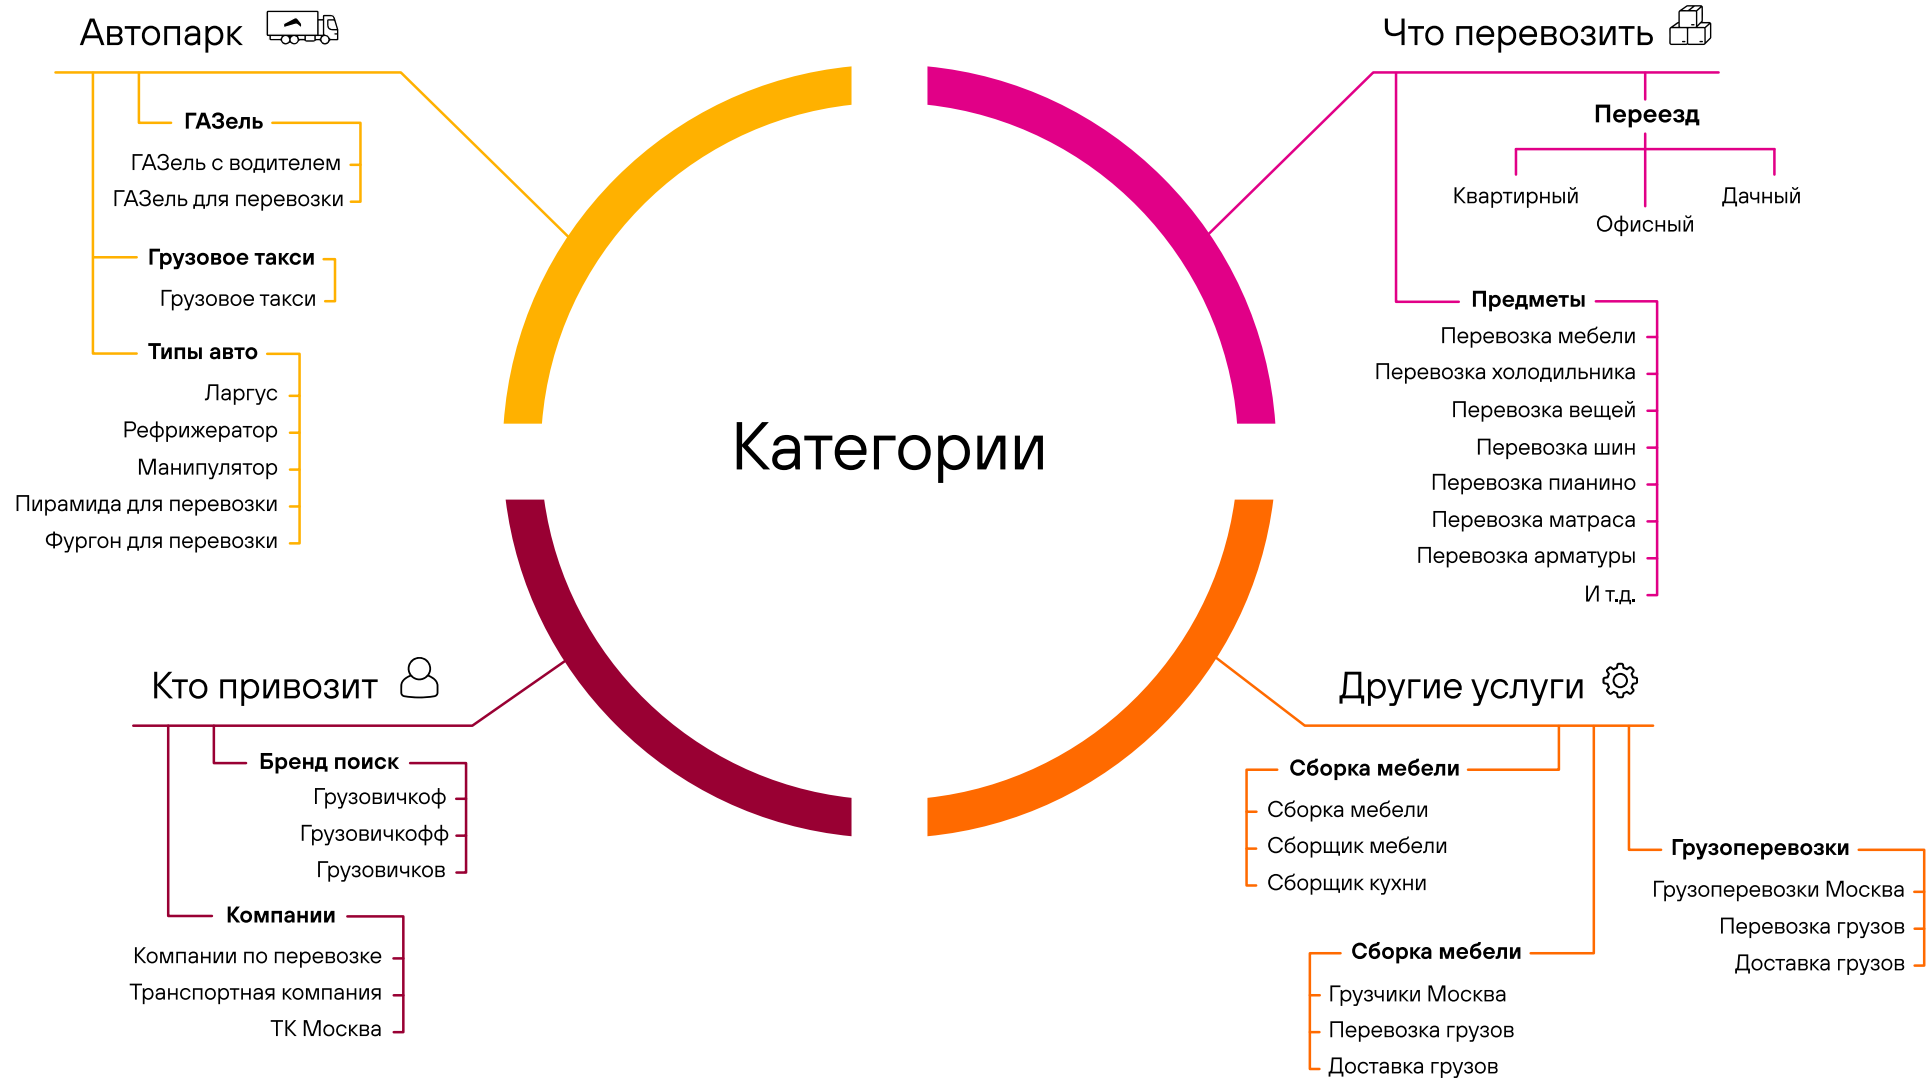 Автопарк
ГАЗель
ГАЗель с водителем
ГАЗель для перевозки
Грузовое такси
Грузовое такси
Типы авто
Ларгус
Рефрижератор
Манипулятор
Пирамида для перевозки
Фургон для перевозки
Что перевозить
Переезд
Квартирный
Офисный
Дачный
Предметы
Перевозка мебели
Перевозка холодильника
Перевозка вещей
Перевозка шин
Перевозка пианино
Перевозка матраса
Перевозка арматуры
И т.д.
Категории
Кто привозит
Бренд поиск
Грузовичкоф
Грузовичкофф
Грузовичков
Компании
Компании по перевозке
Транспортная компания
ТК Москва
Другие услуги
Сборка мебели
Сборка мебели
Сборщик мебели
Сборщик кухни
Грузоперевозки
Грузоперевозки Москва
Перевозка грузов
Доставка грузов
Сборка мебели
Грузчики Москва
Перевозка грузов
Доставка грузов